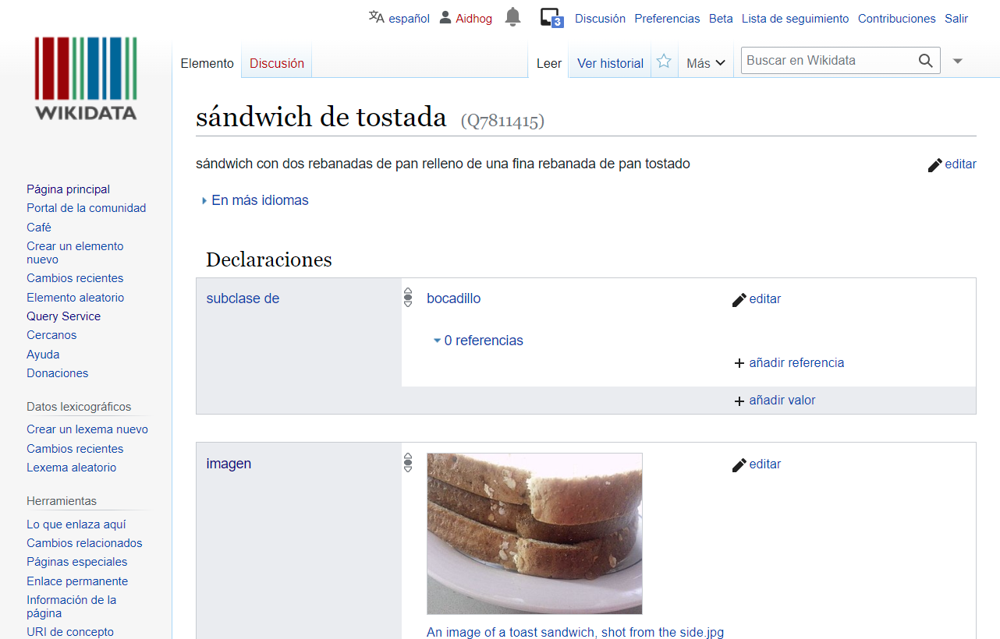 español Aidhog 3 Discusión Preferencias Beta Lista de seguimiento Contribuciones Salir
WIKIDATA
Elemento Discusión Leer Ver historial Más Buscar en Wikidata
sándwich de tostada (Q7811415)
sándwich con dos rebanadas de pan relleno de una fina rebanada de pan tostado editar
En más idiomas
Página principal
Portal de la comunidad
Café
Crear un elemento
nuevo
Cambios recientes
Elemento aleatorio
Query Service
Cercanos
Ayuda
Donaciones
Datos lexicográficos
Crear un lexema nuevo
Cambios recientes
Lexema aleatorio
Herramientas
Lo que enlaza aquí
Cambios relacionados
Páginas especiales
Enlace permanente
Información de la
página
URI de concepto
Declaraciones
subclase de bocadillo editar
0 referencias
+ añadir referencia
+ añadir valor
imagen editar
An image of a toast sandwich, shot from the side.jpg